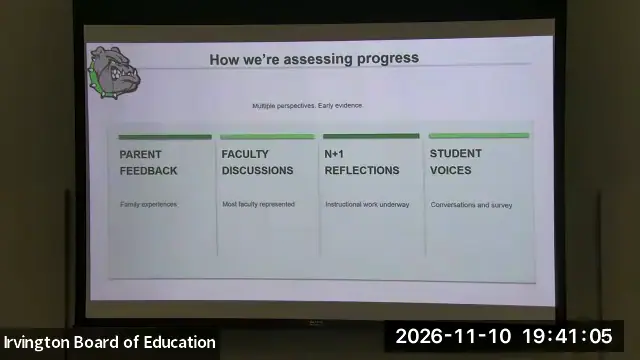 How we're assessing progress
Multiple perspectives. Early evidence.
PARENT
FEEDBACK
Family experiences
FACULTY
DISCUSSIONS
Most faculty represented
N+1
REFLECTIONS
Instructional work underway
STUDENT
VOICES
Conversations and survey
Irvington Board of Education
2026-11-10 19:41:05